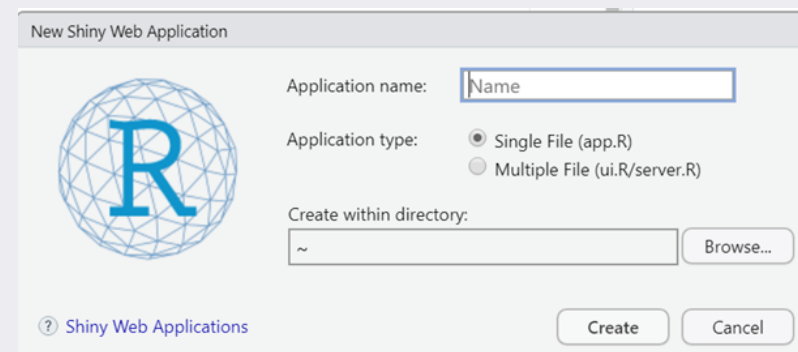 New Shiny Web Application
R
Application name: Name
Application type: Single File (app.R)
Multiple File (ui.R/server.R)
Create within directory:
~ Browse...
? Shiny Web Applications Create Cancel